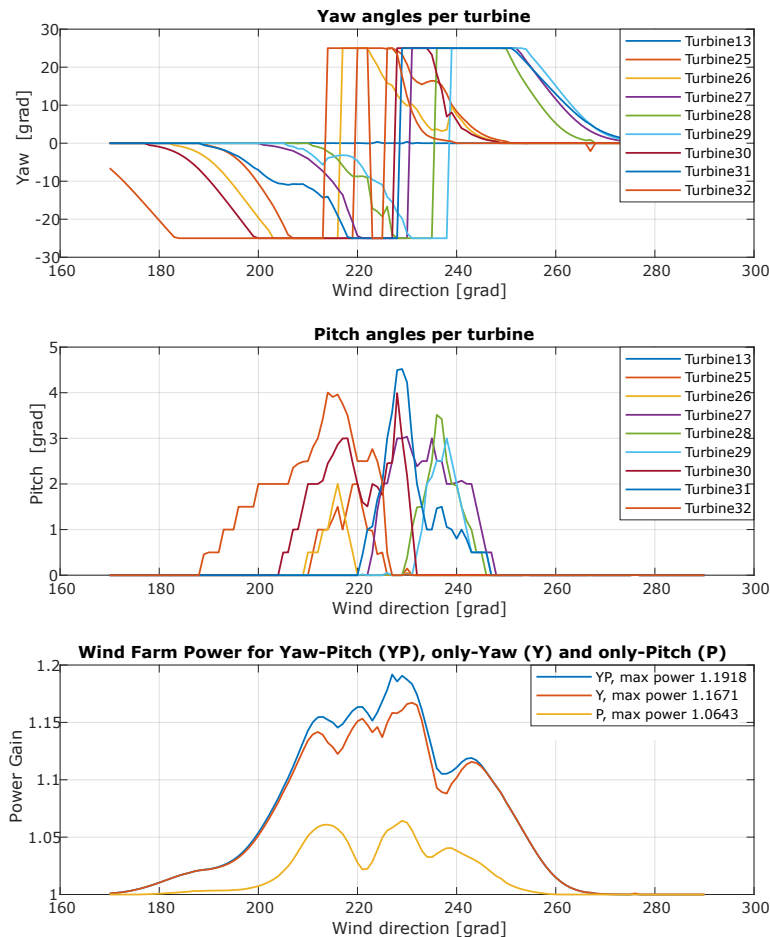 Yaw angles per turbine
30
20
10
0
-10
-20
-30
Yaw [grad]
160
180
200
220
240
260
280
300
Wind direction [grad]
Turbine13
Turbine25
Turbine26
Turbine27
Turbine28
Turbine29
Turbine30
Turbine31
Turbine32
Pitch angles per turbine
5
4
3
2
1
0
Pitch [grad]
160
180
200
220
240
260
280
300
Wind direction [grad]
Turbine13
Turbine25
Turbine26
Turbine27
Turbine28
Turbine29
Turbine30
Turbine31
Turbine32
Wind Farm Power for Yaw-Pitch (YP), only-Yaw (Y) and only-Pitch (P)
1.2
1.15
1.1
1.05
1
Power Gain
160
180
200
220
240
260
280
300
Wind direction [grad]
YP, max power 1.1918
Y, max power 1.1671
P, max power 1.0643